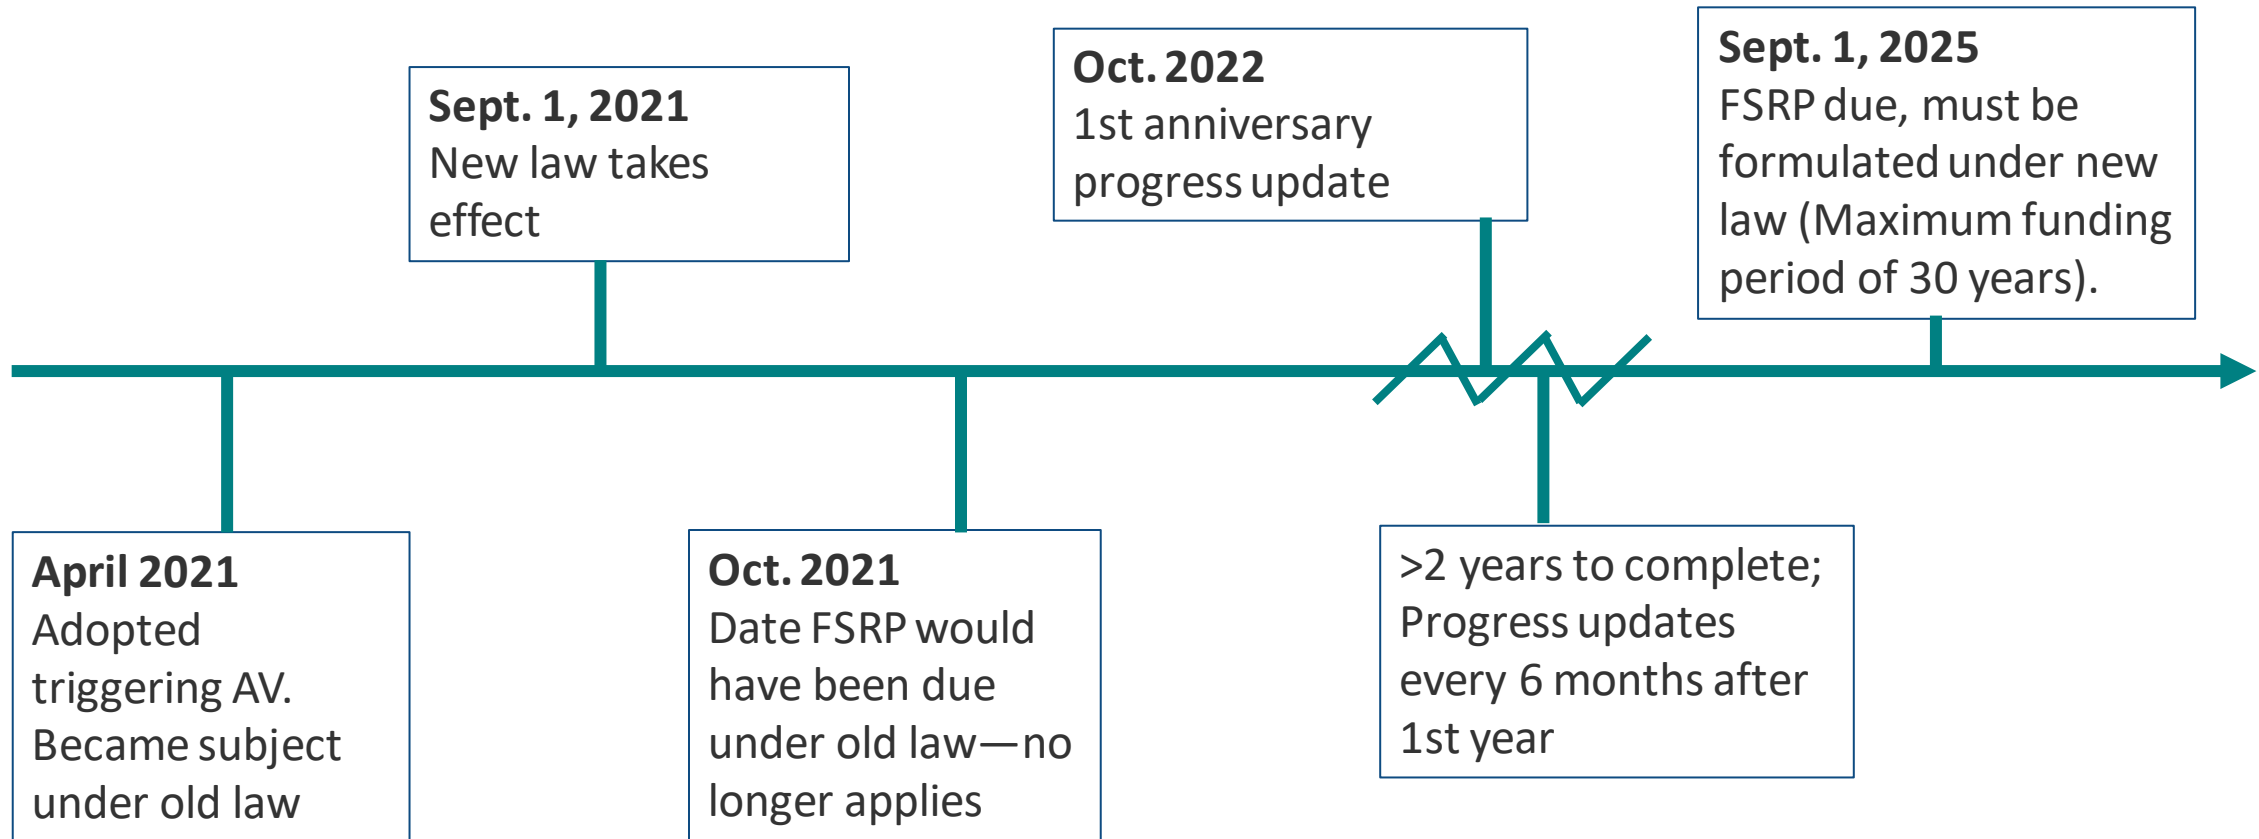 Sept. 1, 2021
New law takes
effect
Oct. 2022
1st anniversary
progress update
Sept. 1, 2025
FSRP due, must be
formulated under new
law (Maximum funding
period of 30 years).
April 2021
Adopted
triggering AV.
Became subject
under old law
Oct. 2021
Date FSRP would
have been due
under old law—no
longer applies
>2 years to complete;
Progress updates
every 6 months after
1st year